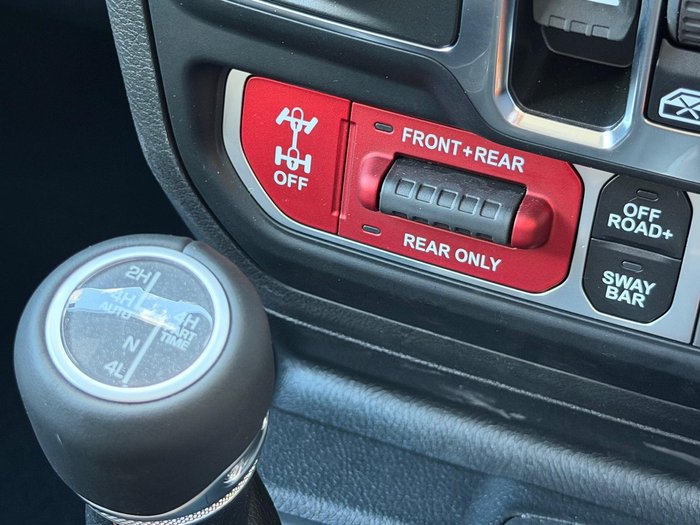 OFF
FRONT+REAR
REAR ONLY
OFF
ROAD+
SWAY
BAR
2H
4H
AUTO
4H
PART
TIME
N
4L